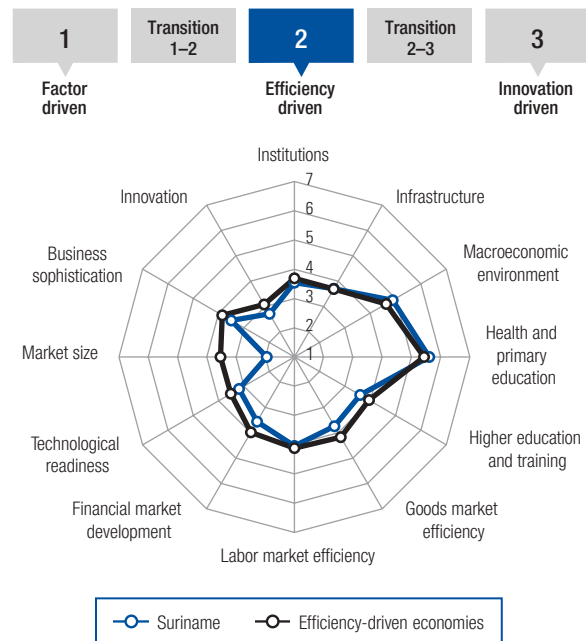 1
Transition
1–2
2
Transition
2–3
3
Factor
driven
Efficiency
driven
Innovation
driven
Institutions
Infrastructure
Macroeconomic
environment
Health and
primary
education
Higher education
and training
Goods market
efficiency
Labor market efficiency
Financial market
development
Technological
readiness
Market size
Business
sophistication
Innovation
7
6
5
4
3
2
1
Suriname
Efficiency-driven economies